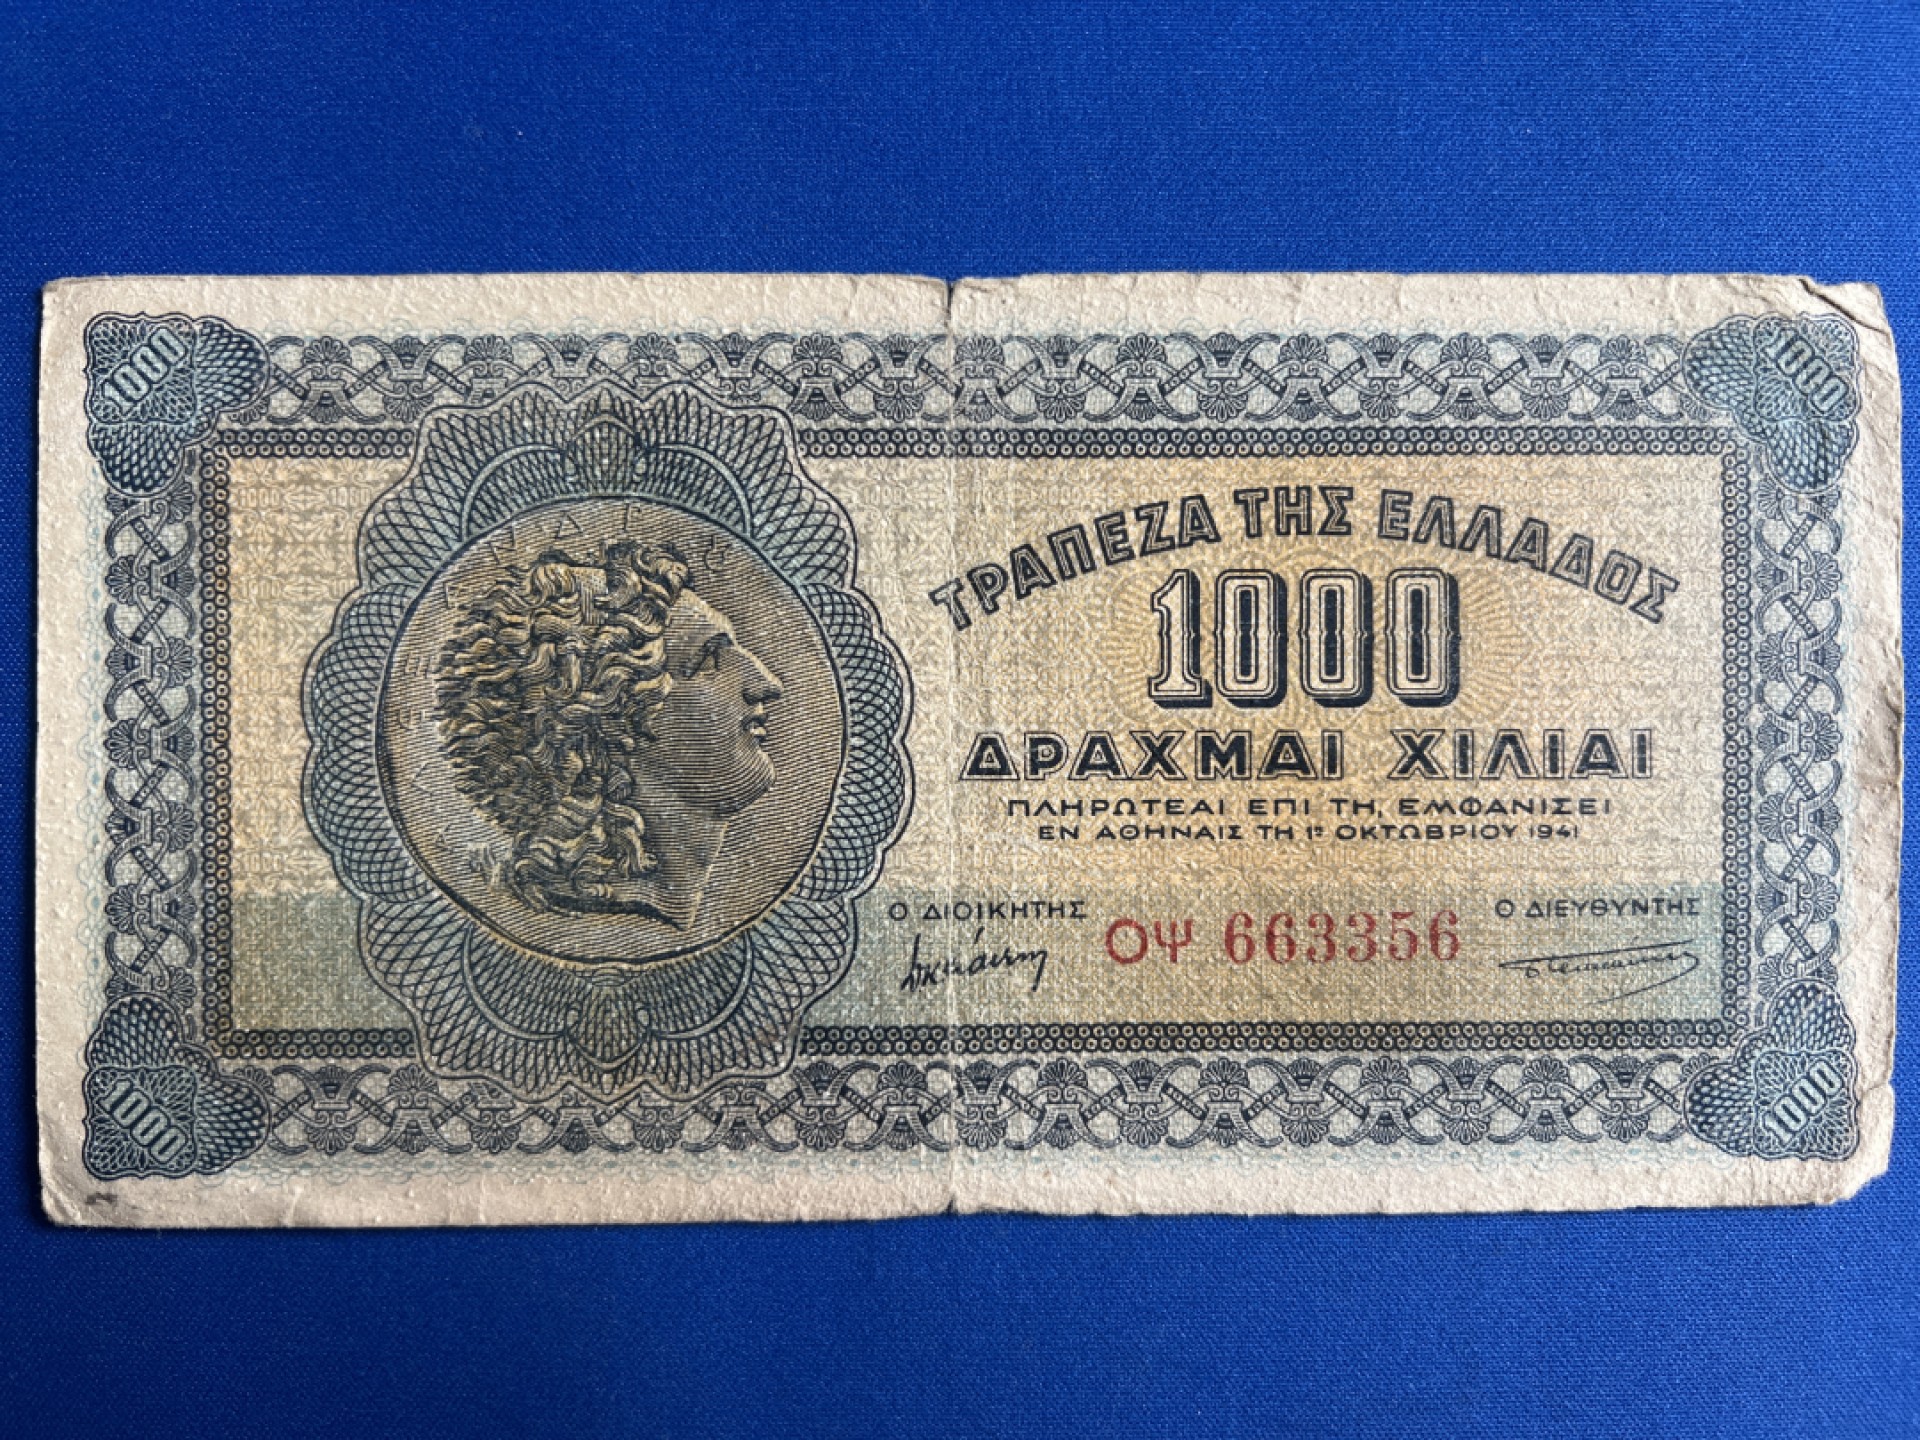 1000
1000
ΤΡΑΠΕΖΑ ΤΗΣ ΕΛΛΑΔΟΣ
1000
ΔΡΑΧΜΑΙ ΧΙΛΙΑΙ
ΠΛΗΡΩΤΕΑΙ ΕΠΙ ΤΗ, ΕΜΦΑΝΙΣΕΙ
ΕΝ ΑΘΗΝΑΙΣ ΤΗ 1ῃ ΟΚΤΩΒΡΙΟΥ 1941
Ο ΔΙΟΙΚΗΤΗΣ
ΟΨ 663356
Ο ΔΙΕΥΘΥΝΤΗΣ
1000
1000